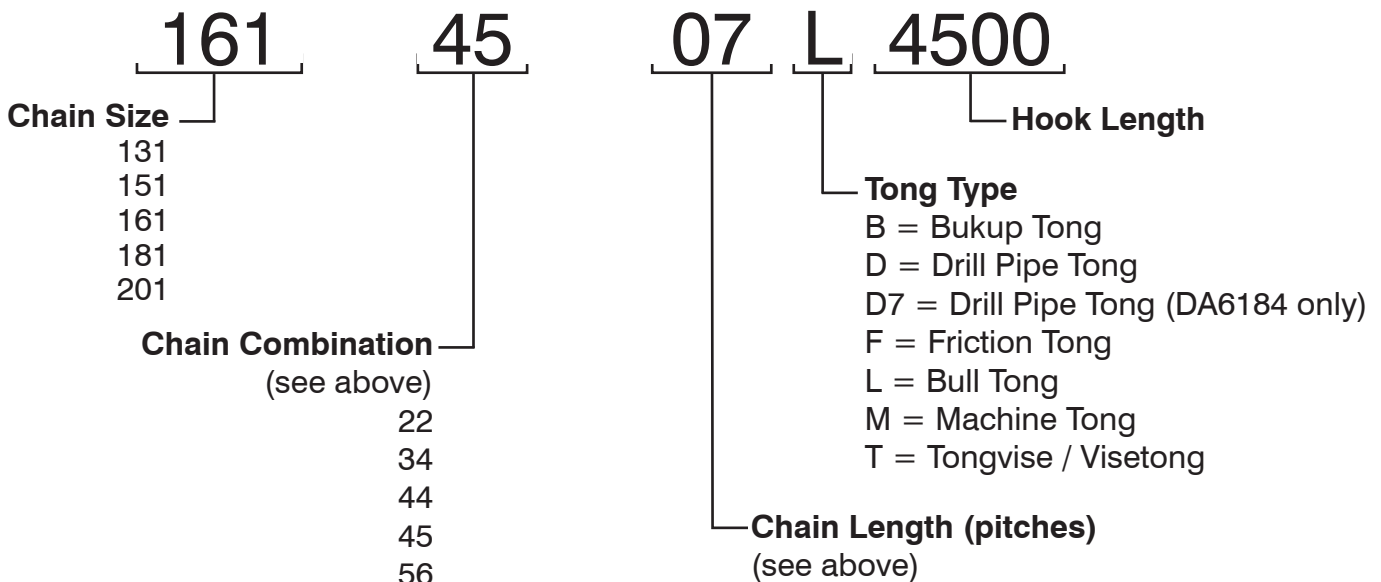 161 45 07 L 4500
Chain Size
131
151
161
181
201
Chain Combination
(see above)
22
34
44
45
56
Hook Length
Tong Type
B = Bukup Tong
D = Drill Pipe Tong
D7 = Drill Pipe Tong (DA6184 only)
F = Friction Tong
L = Bull Tong
M = Machine Tong
T = Tongvise / Visetong
Chain Length (pitches)
(see above)